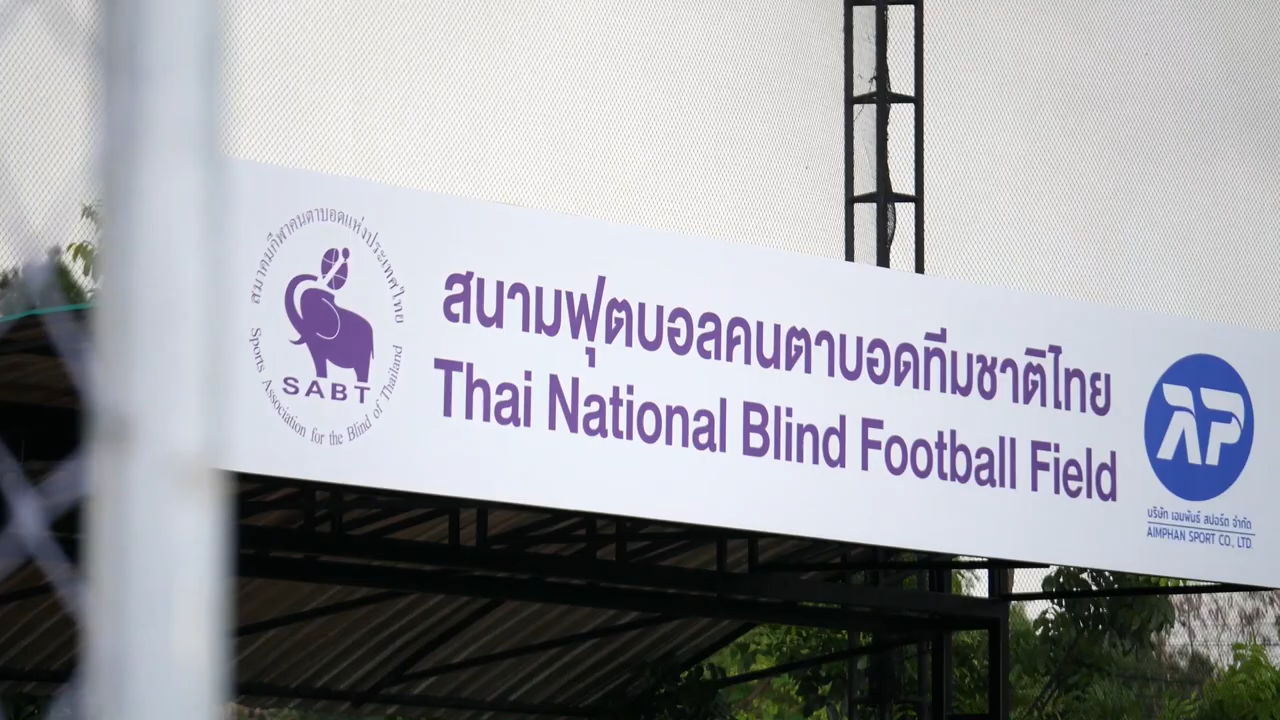 สมาคมกีฬาคนตาบอดแห่งประเทศไทย
SABT
Sports Association for the Blind of Thailand
สนามฟุตบอลคนตาบอดทีมชาติไทย
Thai National Blind Football Field
AP
บริษัท เอมพันธ์ สปอร์ต จำกัด
AIMPHAN SPORT CO., LTD.